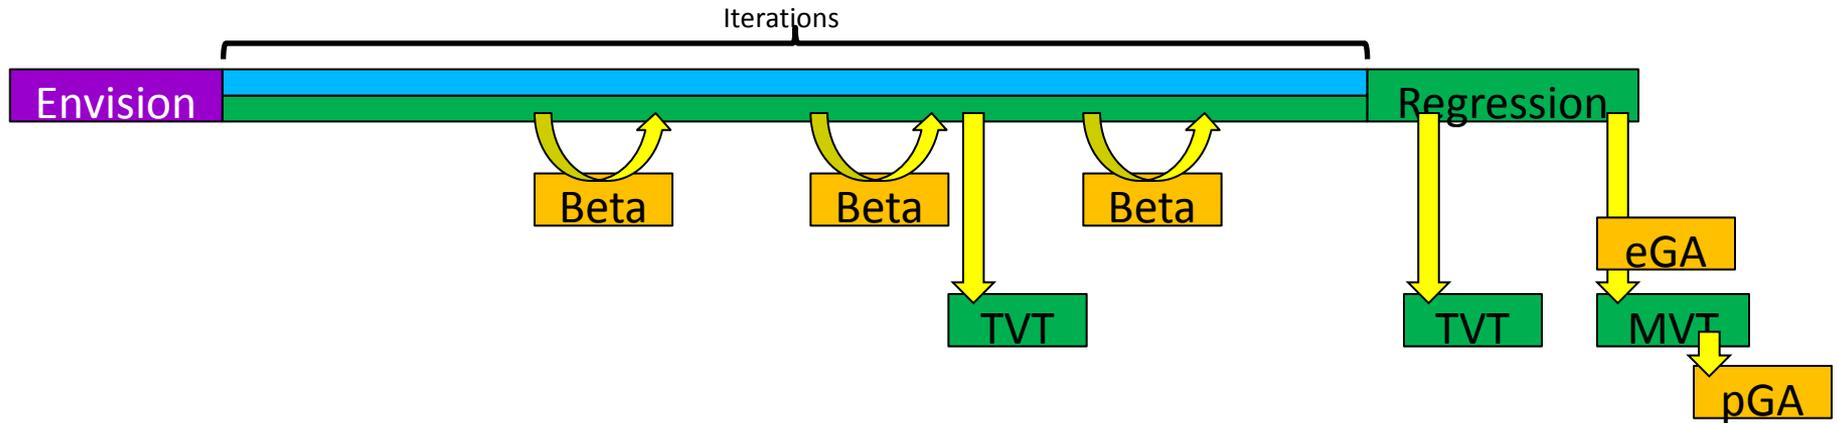 Iterations
Envision
Regression
Beta
Beta
Beta
eGA
TVT
TVT
MVT
pGA